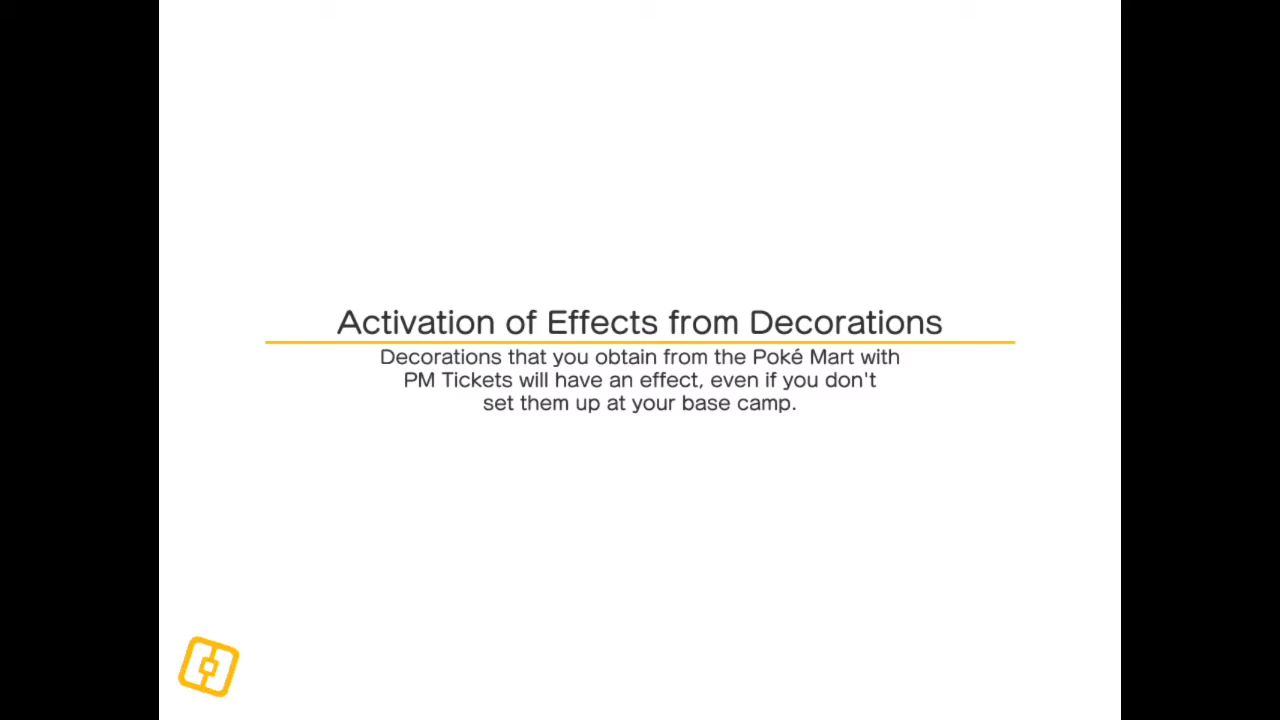 Activation of Effects from Decorations
Decorations that you obtain from the Poké Mart with
PM Tickets will have an effect, even if you don't
set them up at your base camp.